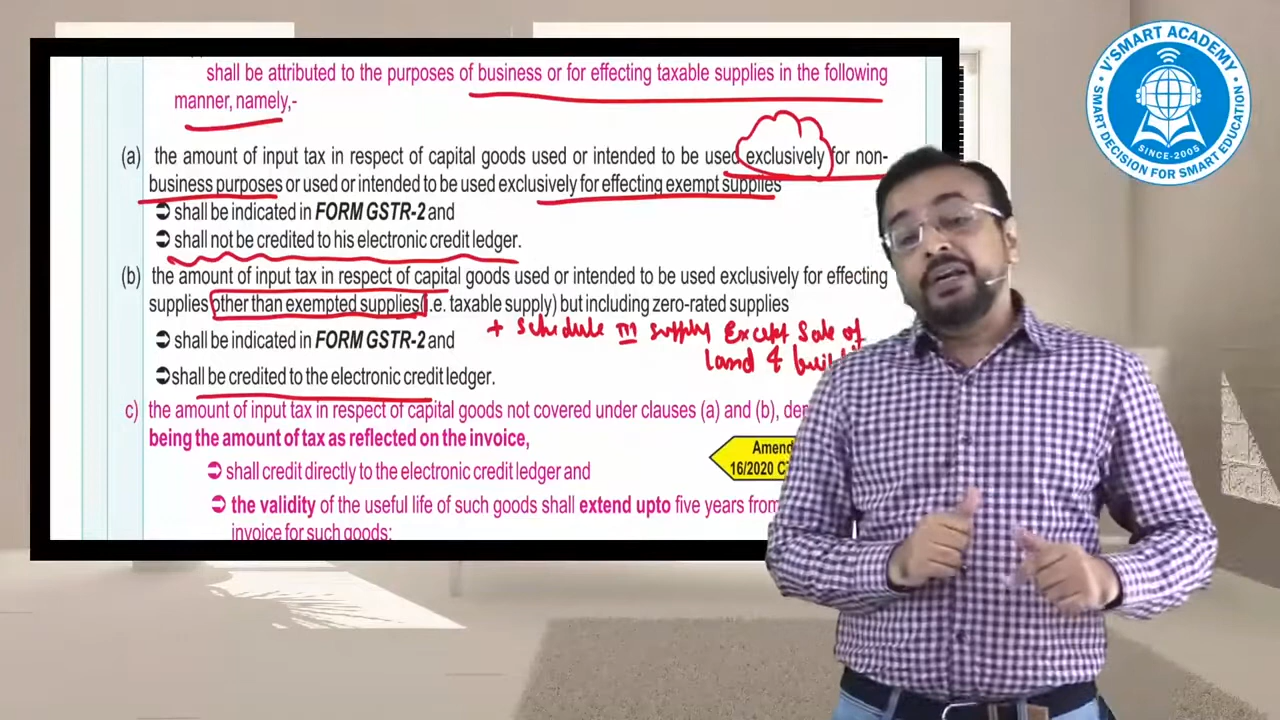 shall be attributed to the purposes of business or for effecting taxable supplies in the following
manner, namely,-
(a) the amount of input tax in respect of capital goods used or intended to be used exclusively for non-
business purposes or used or intended to be used exclusively for effecting exempt supplies
➲ shall be indicated in FORM GSTR-2 and
➲ shall not be credited to his electronic credit ledger.
(b) the amount of input tax in respect of capital goods used or intended to be used exclusively for effecting
supplies other than exempted supplies(i.e. taxable supply) but including zero-rated supplies
+ Schedule III supply Except Sale of
land &
➲ shall be indicated in FORM GSTR-2 and
➲shall be credited to the electronic credit ledger.
c) the amount of input tax in respect of capital goods not covered under clauses (a) and (b),
being the amount of tax as reflected on the invoice,
Amend
16/2020
➲ shall credit directly to the electronic credit ledger and
➲ the validity of the useful life of such goods shall extend upto five years from
invoice for such goods:
V'SMART ACADEMY
SINCE-2005
SMART DECISION FOR SMART EDUCATION